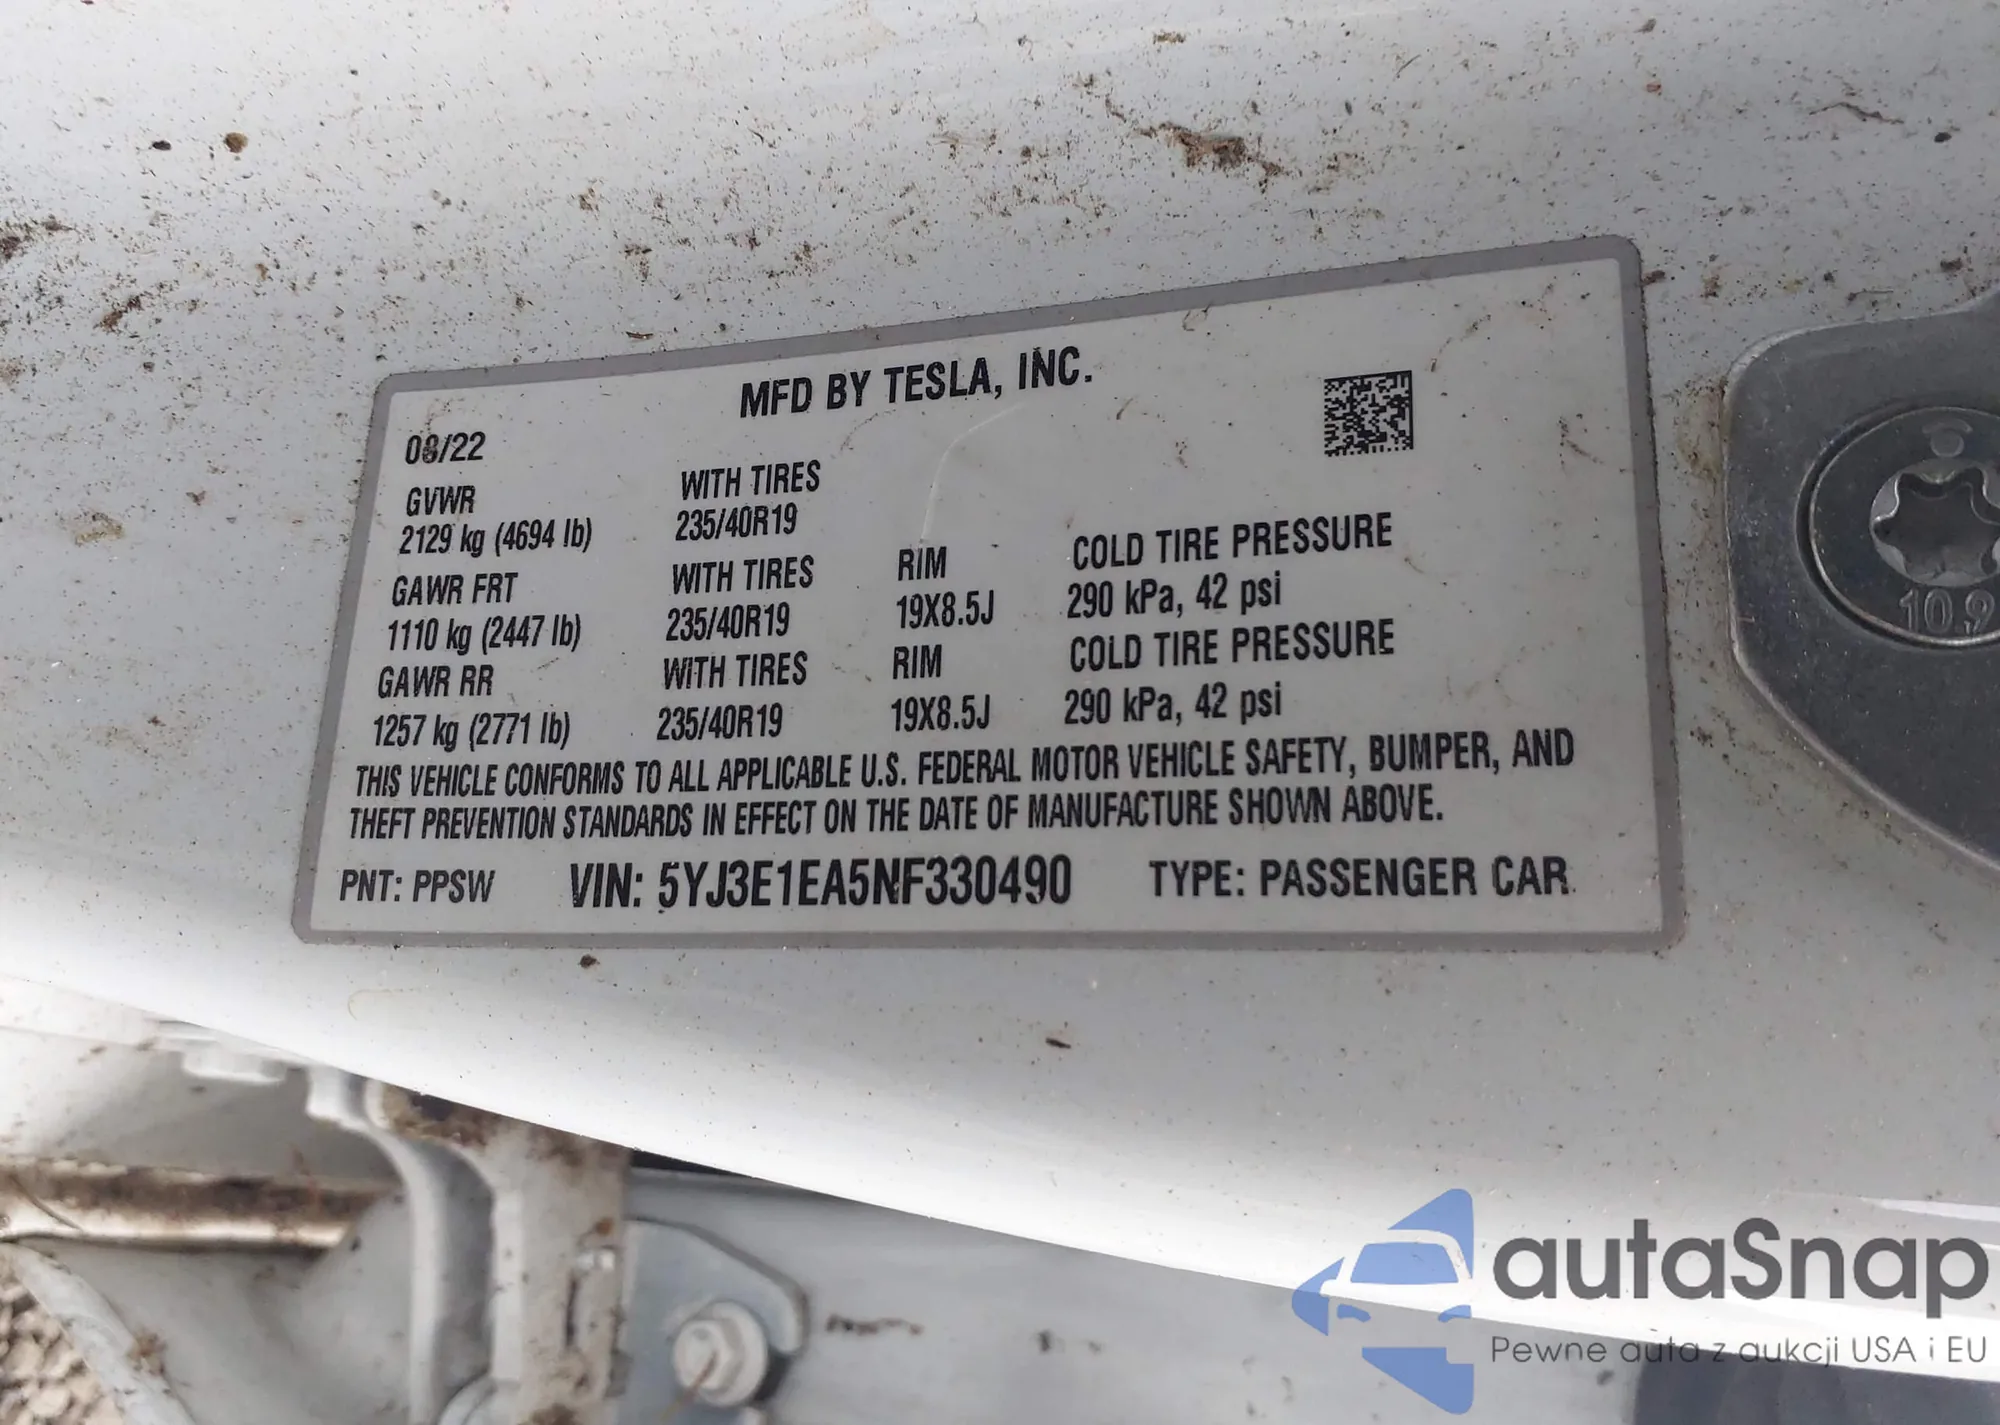 MFD BY TESLA, INC.
08/22
GVWR WITH TIRES
2129 kg (4694 lb) 235/40R19
GAWR FRT WITH TIRES RIM COLD TIRE PRESSURE
1110 kg (2447 lb) 235/40R19 19X8.5J 290 kPa, 42 psi
GAWR RR WITH TIRES RIM COLD TIRE PRESSURE
1257 kg (2771 lb) 235/40R19 19X8.5J 290 kPa, 42 psi
THIS VEHICLE CONFORMS TO ALL APPLICABLE U.S. FEDERAL MOTOR VEHICLE SAFETY, BUMPER, AND
THEFT PREVENTION STANDARDS IN EFFECT ON THE DATE OF MANUFACTURE SHOWN ABOVE.
PNT: PPSW VIN: 5YJ3E1EA5NF330490 TYPE: PASSENGER CAR
10.9
autaSnap
Pewne auta z aukcji USA i EU